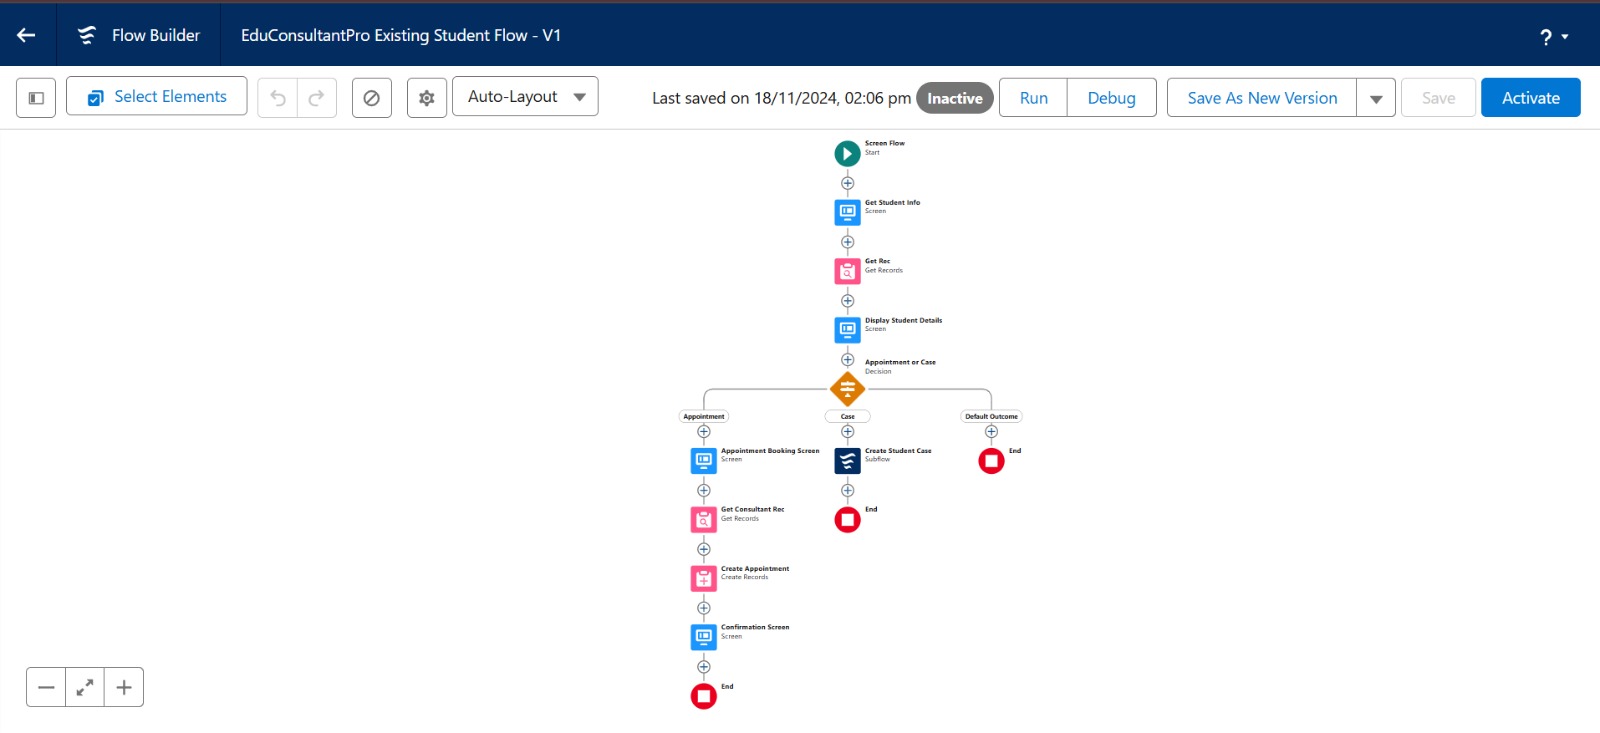 Flow Builder
EduConsultantPro Existing Student Flow - V1
?
Select Elements
Auto-Layout
Last saved on 18/11/2024, 02:06 pm
Inactive
Run
Debug
Save As New Version
Save
Activate
Screen Flow
Start
Get Student Info
Screen
Get Rec
Get Records
Display Student Details
Screen
Appointment or Case
Decision
Appointment
Case
Default Outcome
Appointment Booking Screen
Screen
Create Student Case
Subflow
End
Get Consultant Rec
Get Records
End
Create Appointment
Create Records
Confirmation Screen
Screen
End